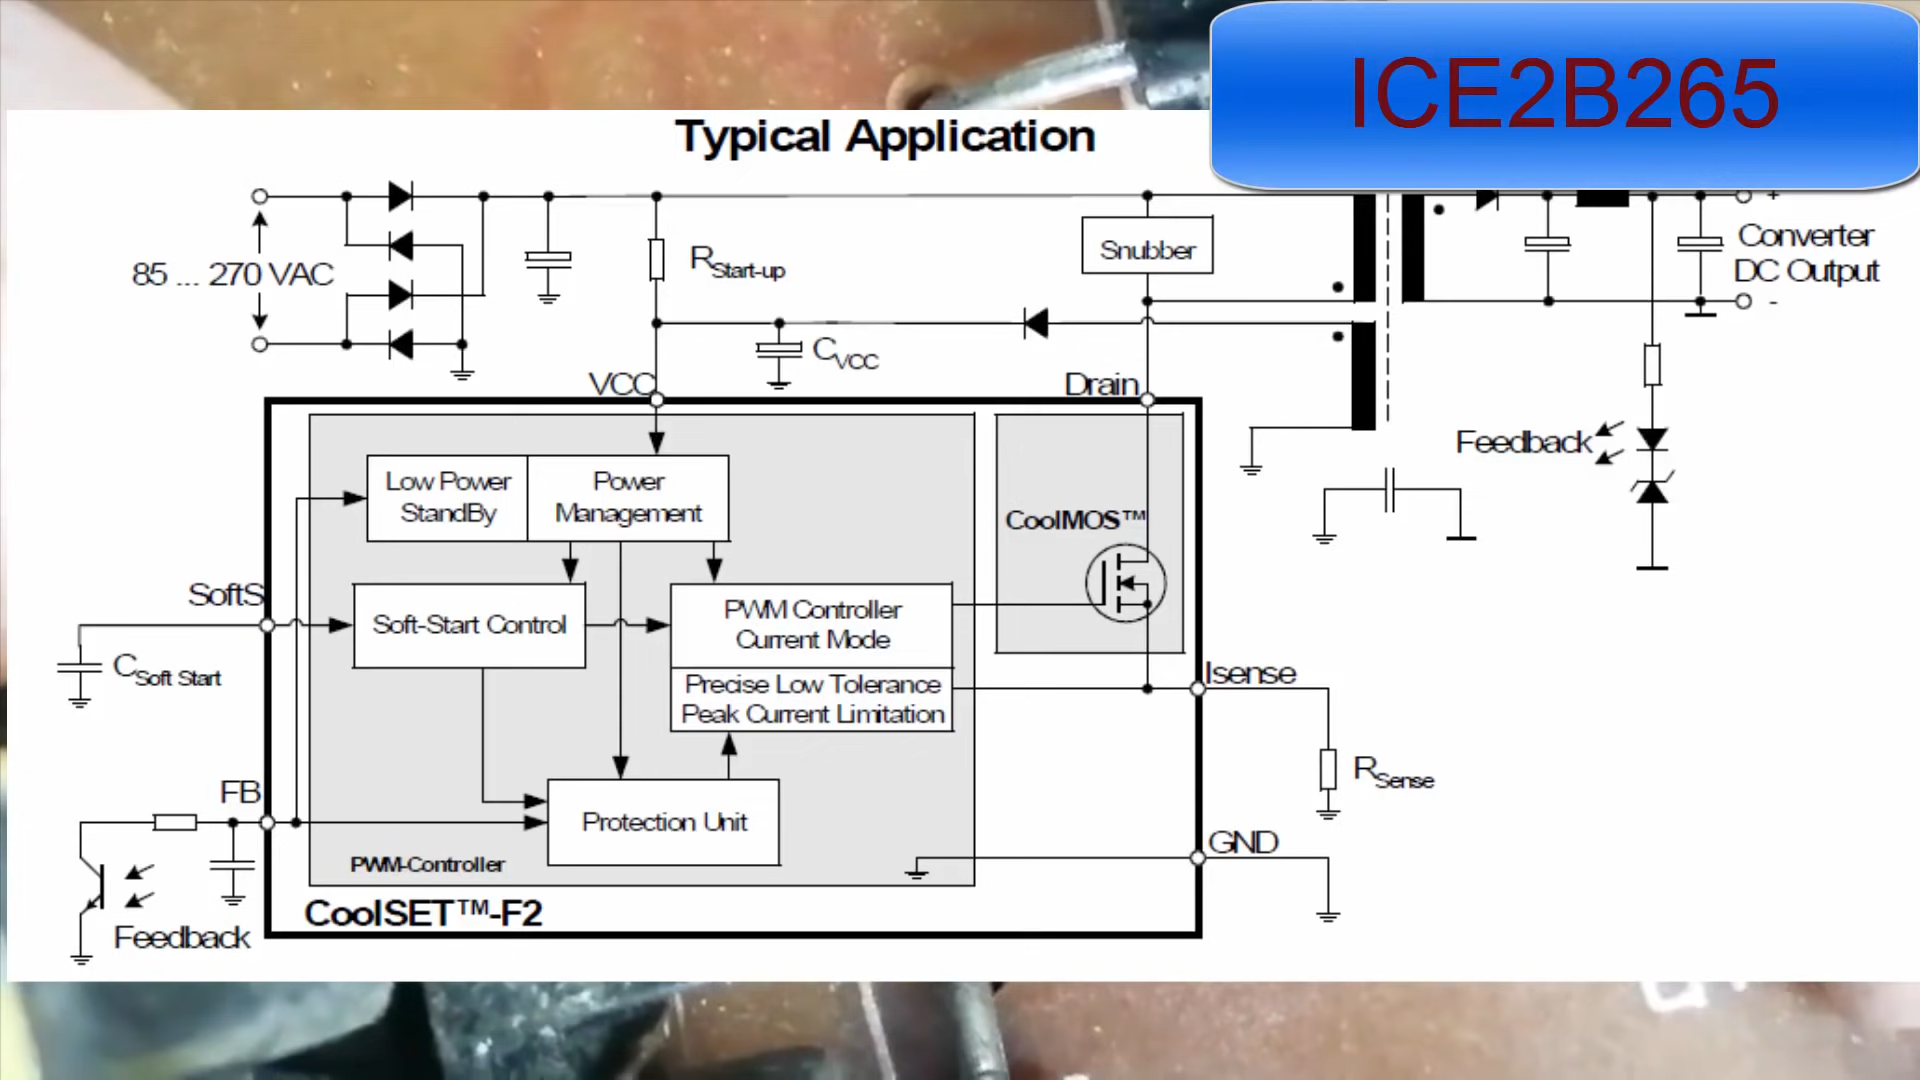 ICE2B265
Typical Application
85 ... 270 VAC
RStart-up
Snubber
+
Converter
DC Output
-
CVCC
VCC
Drain
Feedback
Low Power
StandBy
Power
Management
CoolMOS™
SoftS
CSoft Start
Soft-Start Control
PWM Controller
Current Mode
Precise Low Tolerance
Peak Current Limitation
Isense
RSense
FB
Protection Unit
PWM-Controller
GND
CoolSET™-F2
Feedback